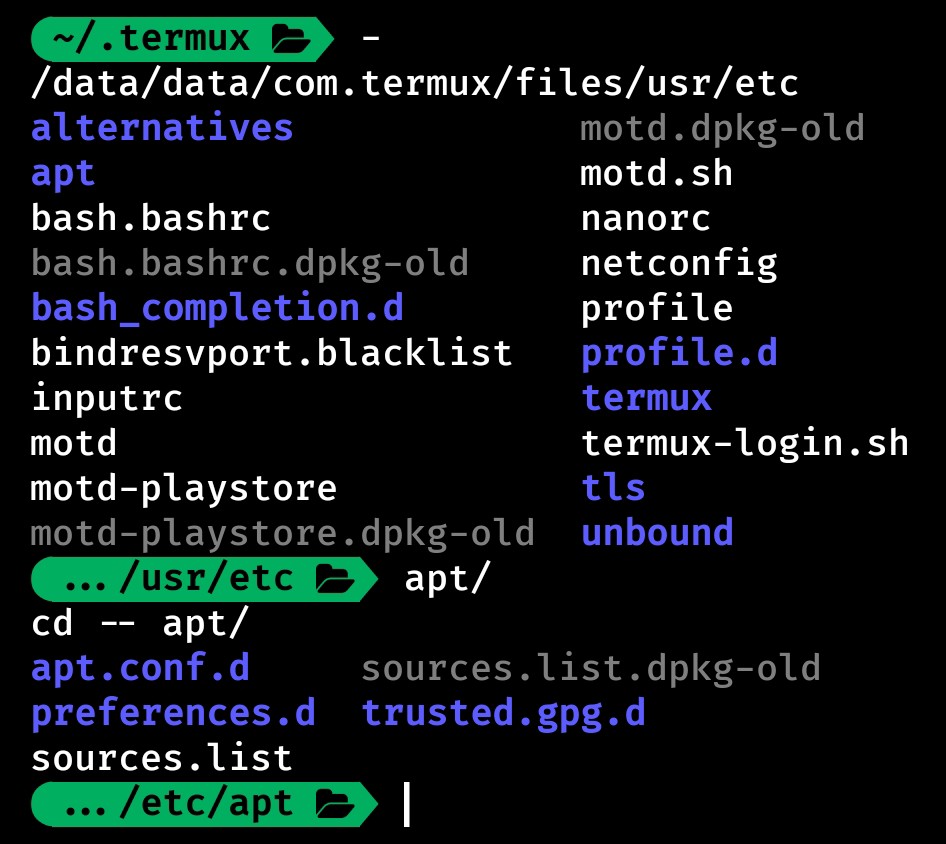 ~/.termux -
/data/data/com.termux/files/usr/etc
alternatives motd.dpkg-old
apt motd.sh
bash.bashrc nanorc
bash.bashrc.dpkg-old netconfig
bash_completion.d profile
bindresvport.blacklist profile.d
inputrc termux
motd termux-login.sh
motd-playstore tls
motd-playstore.dpkg-old unbound
…/usr/etc apt/
cd -- apt/
apt.conf.d sources.list.dpkg-old
preferences.d trusted.gpg.d
sources.list
…/etc/apt